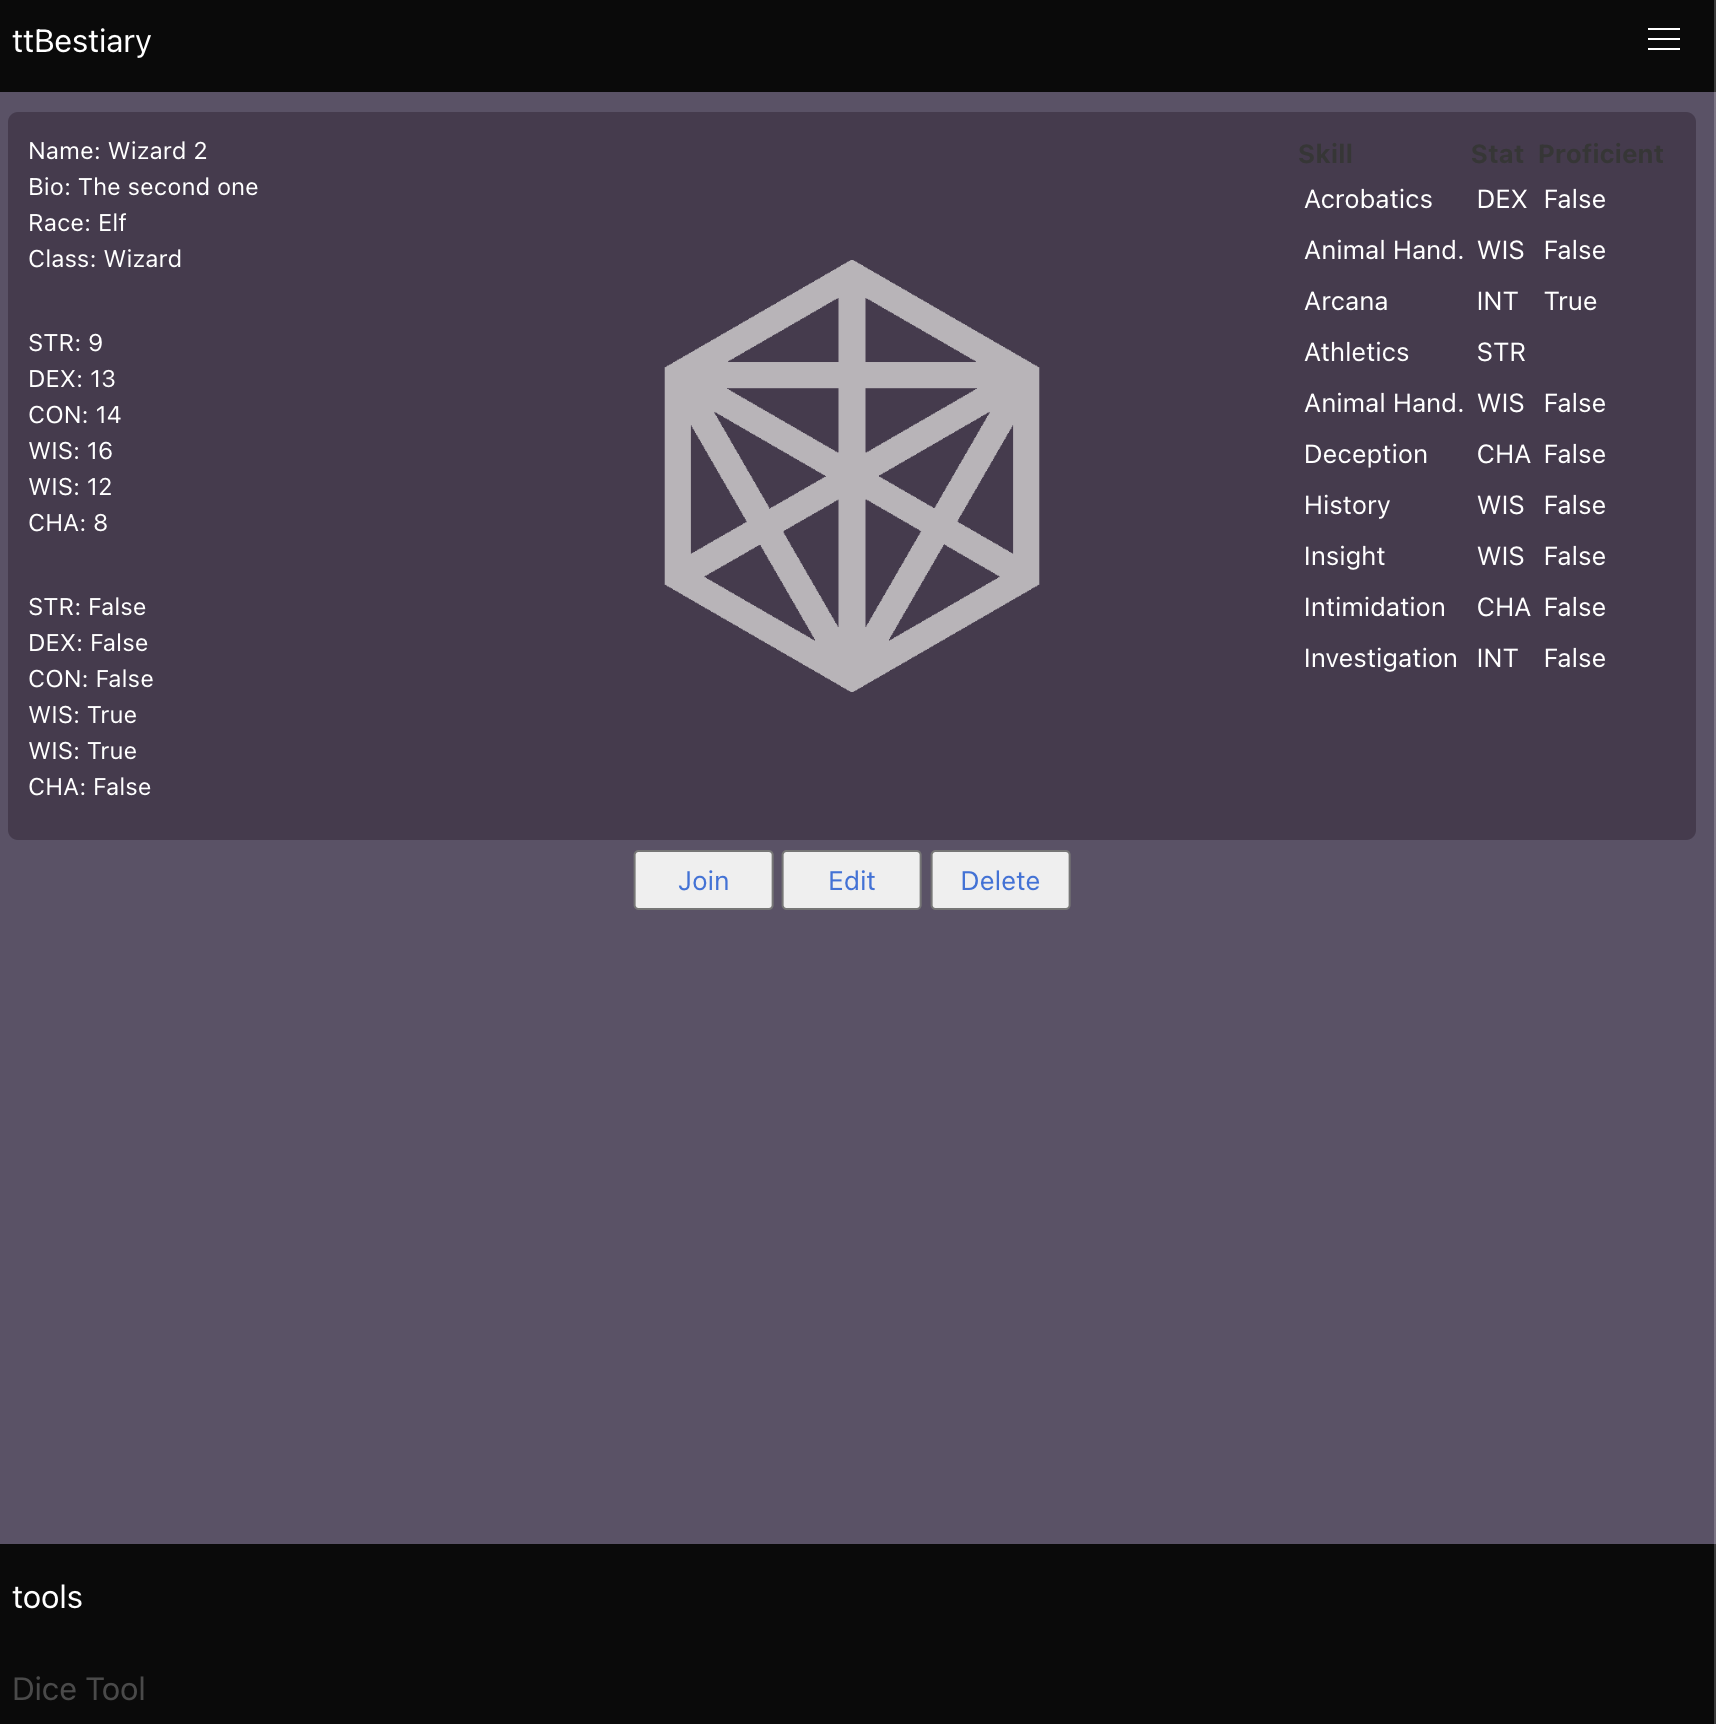 ttBestiary
Name: Wizard 2
Bio: The second one
Race: Elf
Class: Wizard
STR: 9
DEX: 13
CON: 14
WIS: 16
WIS: 12
CHA: 8
STR: False
DEX: False
CON: False
WIS: True
WIS: True
CHA: False
Skill Stat Proficient
Acrobatics DEX False
Animal Hand. WIS False
Arcana INT True
Athletics STR
Animal Hand. WIS False
Deception CHA False
History WIS False
Insight WIS False
Intimidation CHA False
Investigation INT False
Join Edit Delete
tools
Dice Tool